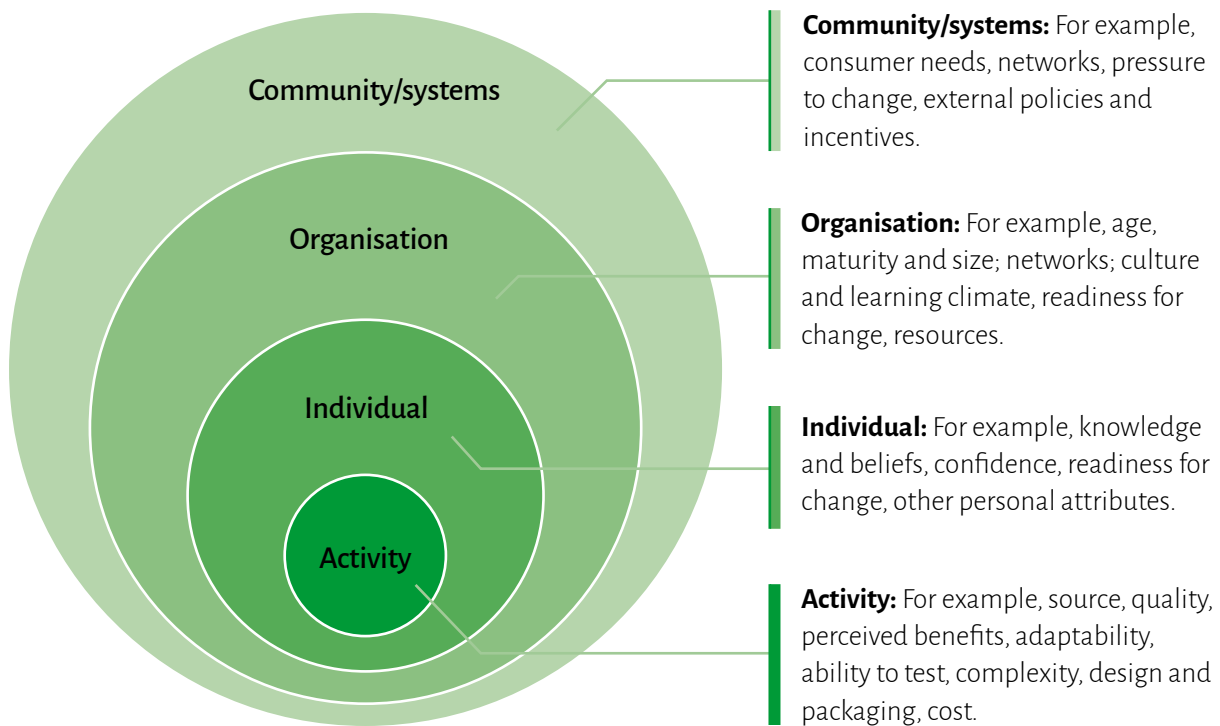 Community/systems
Organisation
Individual
Activity
Community/systems: For example,
consumer needs, networks, pressure
to change, external policies and
incentives.
Organisation: For example, age,
maturity and size; networks; culture
and learning climate, readiness for
change, resources.
Individual: For example, knowledge
and beliefs, confidence, readiness for
change, other personal attributes.
Activity: For example, source, quality,
perceived benefits, adaptability,
ability to test, complexity, design and
packaging, cost.